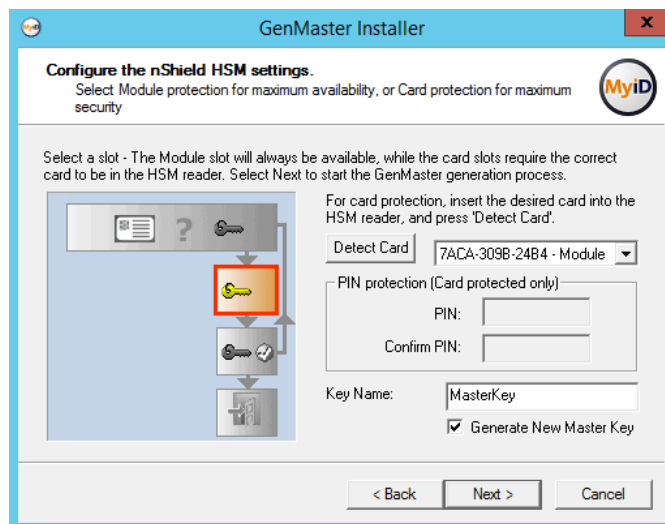 GenMaster Installer
x
Configure the nShield HSM settings.
Select Module protection for maximum availability, or Card protection for maximum
security
MyiD
Select a slot - The Module slot will always be available, while the card slots require the correct
card to be in the HSM reader. Select Next to start the GenMaster generation process.
For card protection, insert the desired card into the
HSM reader, and press 'Detect Card'.
Detect Card
7ACA-309B-24B4 - Module
?
PIN protection (Card protected only)
PIN:
Confirm PIN:
Key Name:
MasterKey
Generate New Master Key
< Back
Next >
Cancel